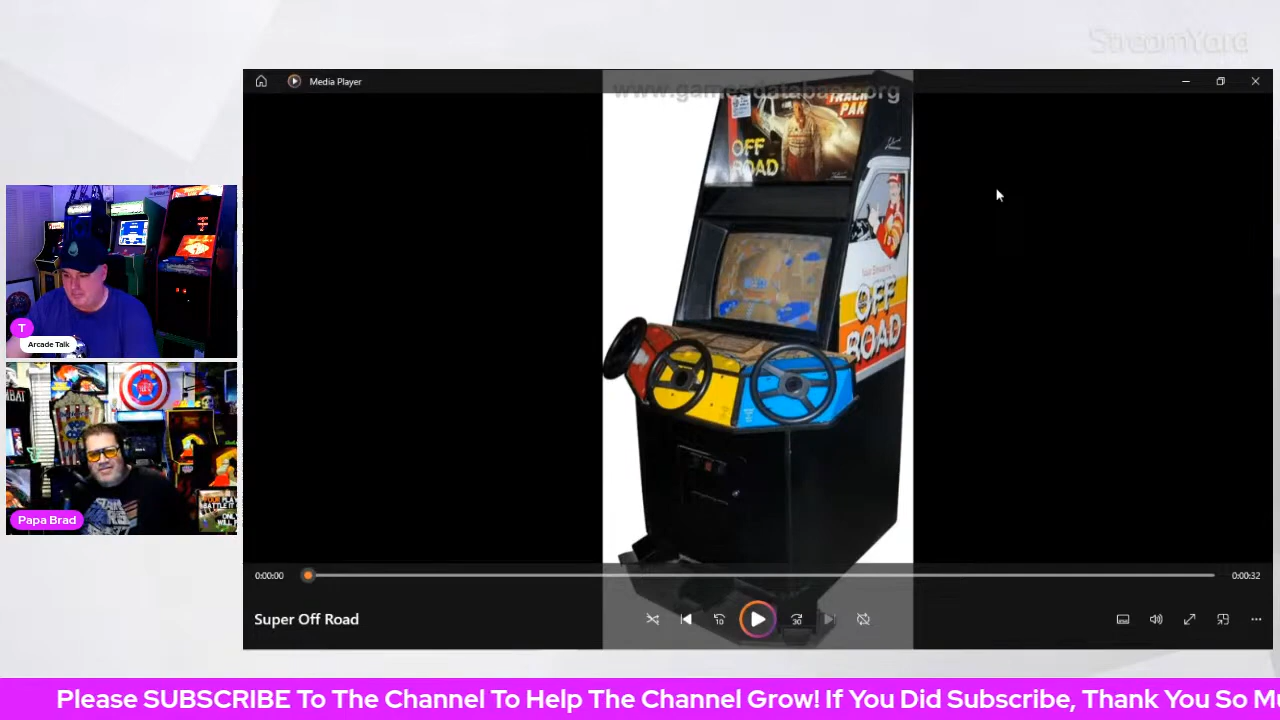 StreamYard
Media Player
www.gamesdatabase.org
TRACK
PAK
OFF
ROAD
OFF
ROAD
T
Arcade Talk
Papa Brad
0:00:00
0:00:32
Super Off Road
10
30
Please SUBSCRIBE To The Channel To Help The Channel Grow! If You Did Subscribe, Thank You So Mu